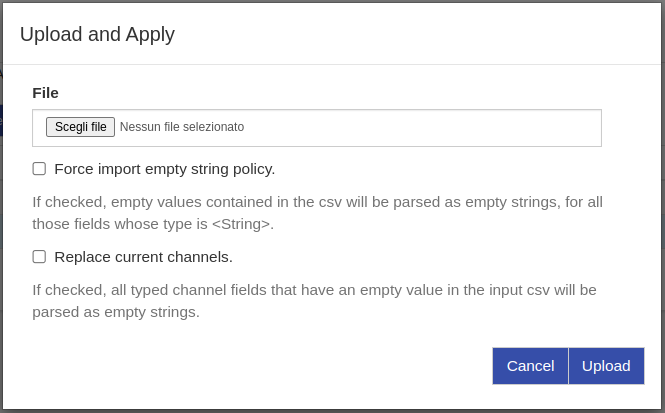 Upload and Apply
File
Scegli file Nessun file selezionato
Force import empty string policy.
If checked, empty values contained in the csv will be parsed as empty strings, for all
those fields whose type is <String>.
Replace current channels.
If checked, all typed channel fields that have an empty value in the input csv will be
parsed as empty strings.
Cancel Upload